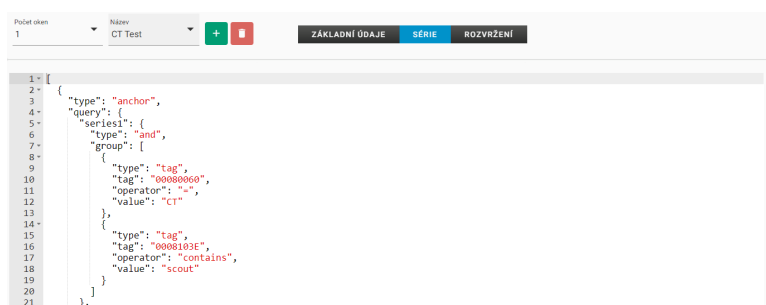 Počet oken
1
Název
CT Test
+
ZÁKLADNÍ ÚDAJE SÉRIE ROZVRŽENÍ
1 [
2 {
3 "type": "anchor",
4 "query": {
5 "series1": {
6 "type": "and",
7 "group": [
8 {
9 "type": "tag",
10 "tag": "00080060",
11 "operator": "=",
12 "value": "CT"
13 },
14 {
15 "type": "tag",
16 "tag": "0008103E",
17 "operator": "contains",
18 "value": "scout"
19 }
20 ]
21 },